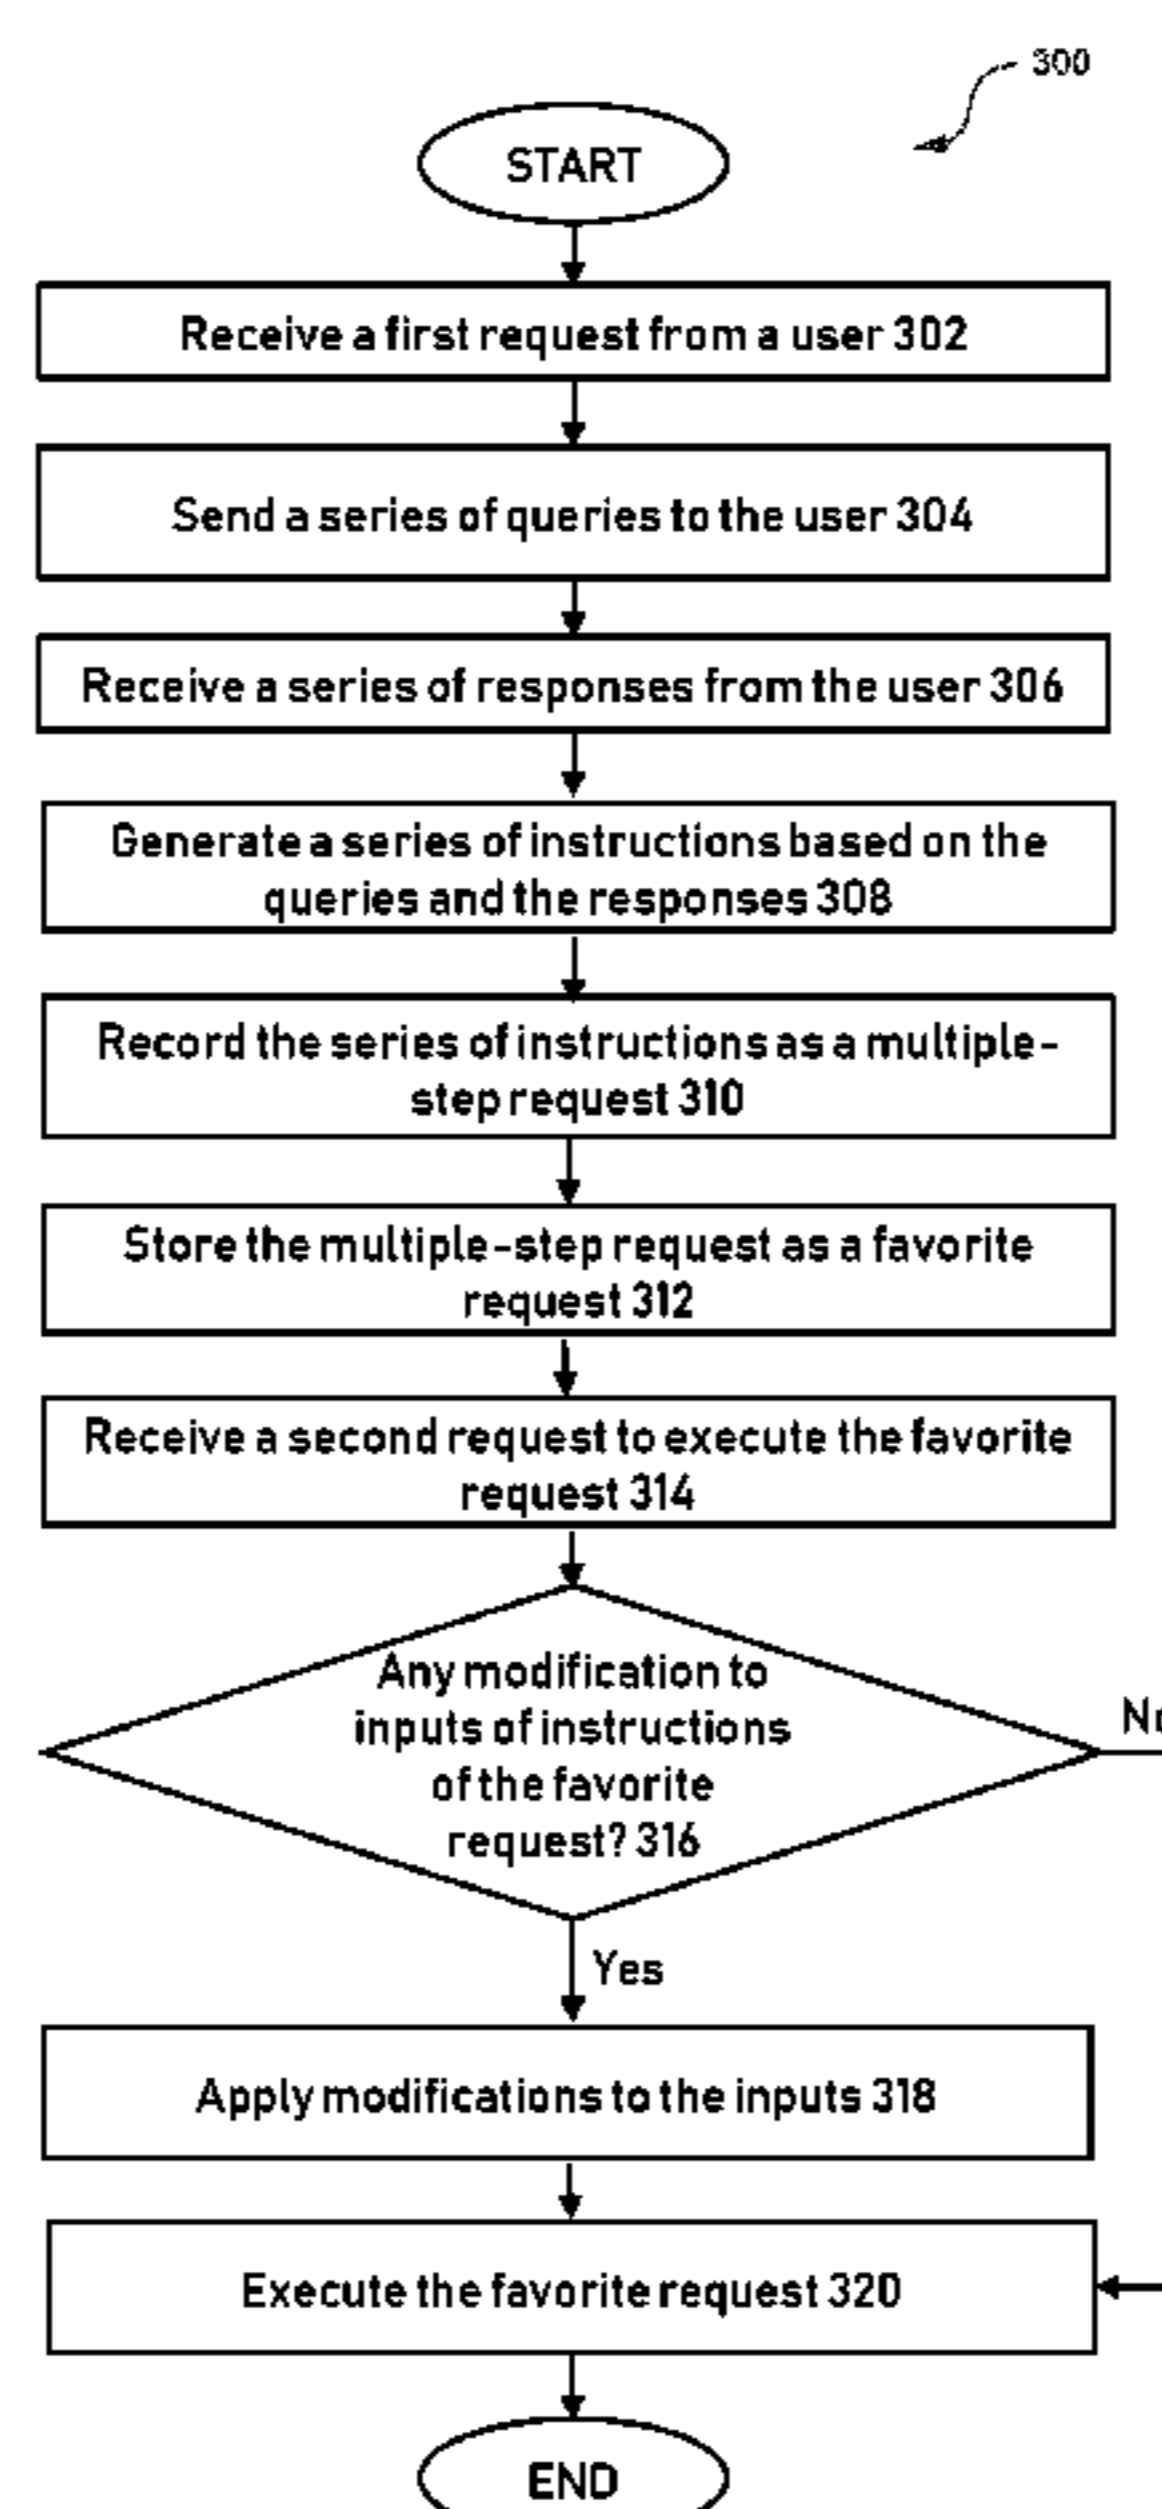 300
START
Receive a first request from a user 302
Send a series of queries to the user 304
Receive a series of responses from the user 306
Generate a series of instructions based on the
queries and the responses 308
Record the series of instructions as a multiple-
step request 310
Store the multiple-step request as a favorite
request 312
Receive a second request to execute the favorite
request 314
Any modification to
inputs of instructions
of the favorite
request? 316
No
Yes
Apply modifications to the inputs 318
Execute the favorite request 320
END